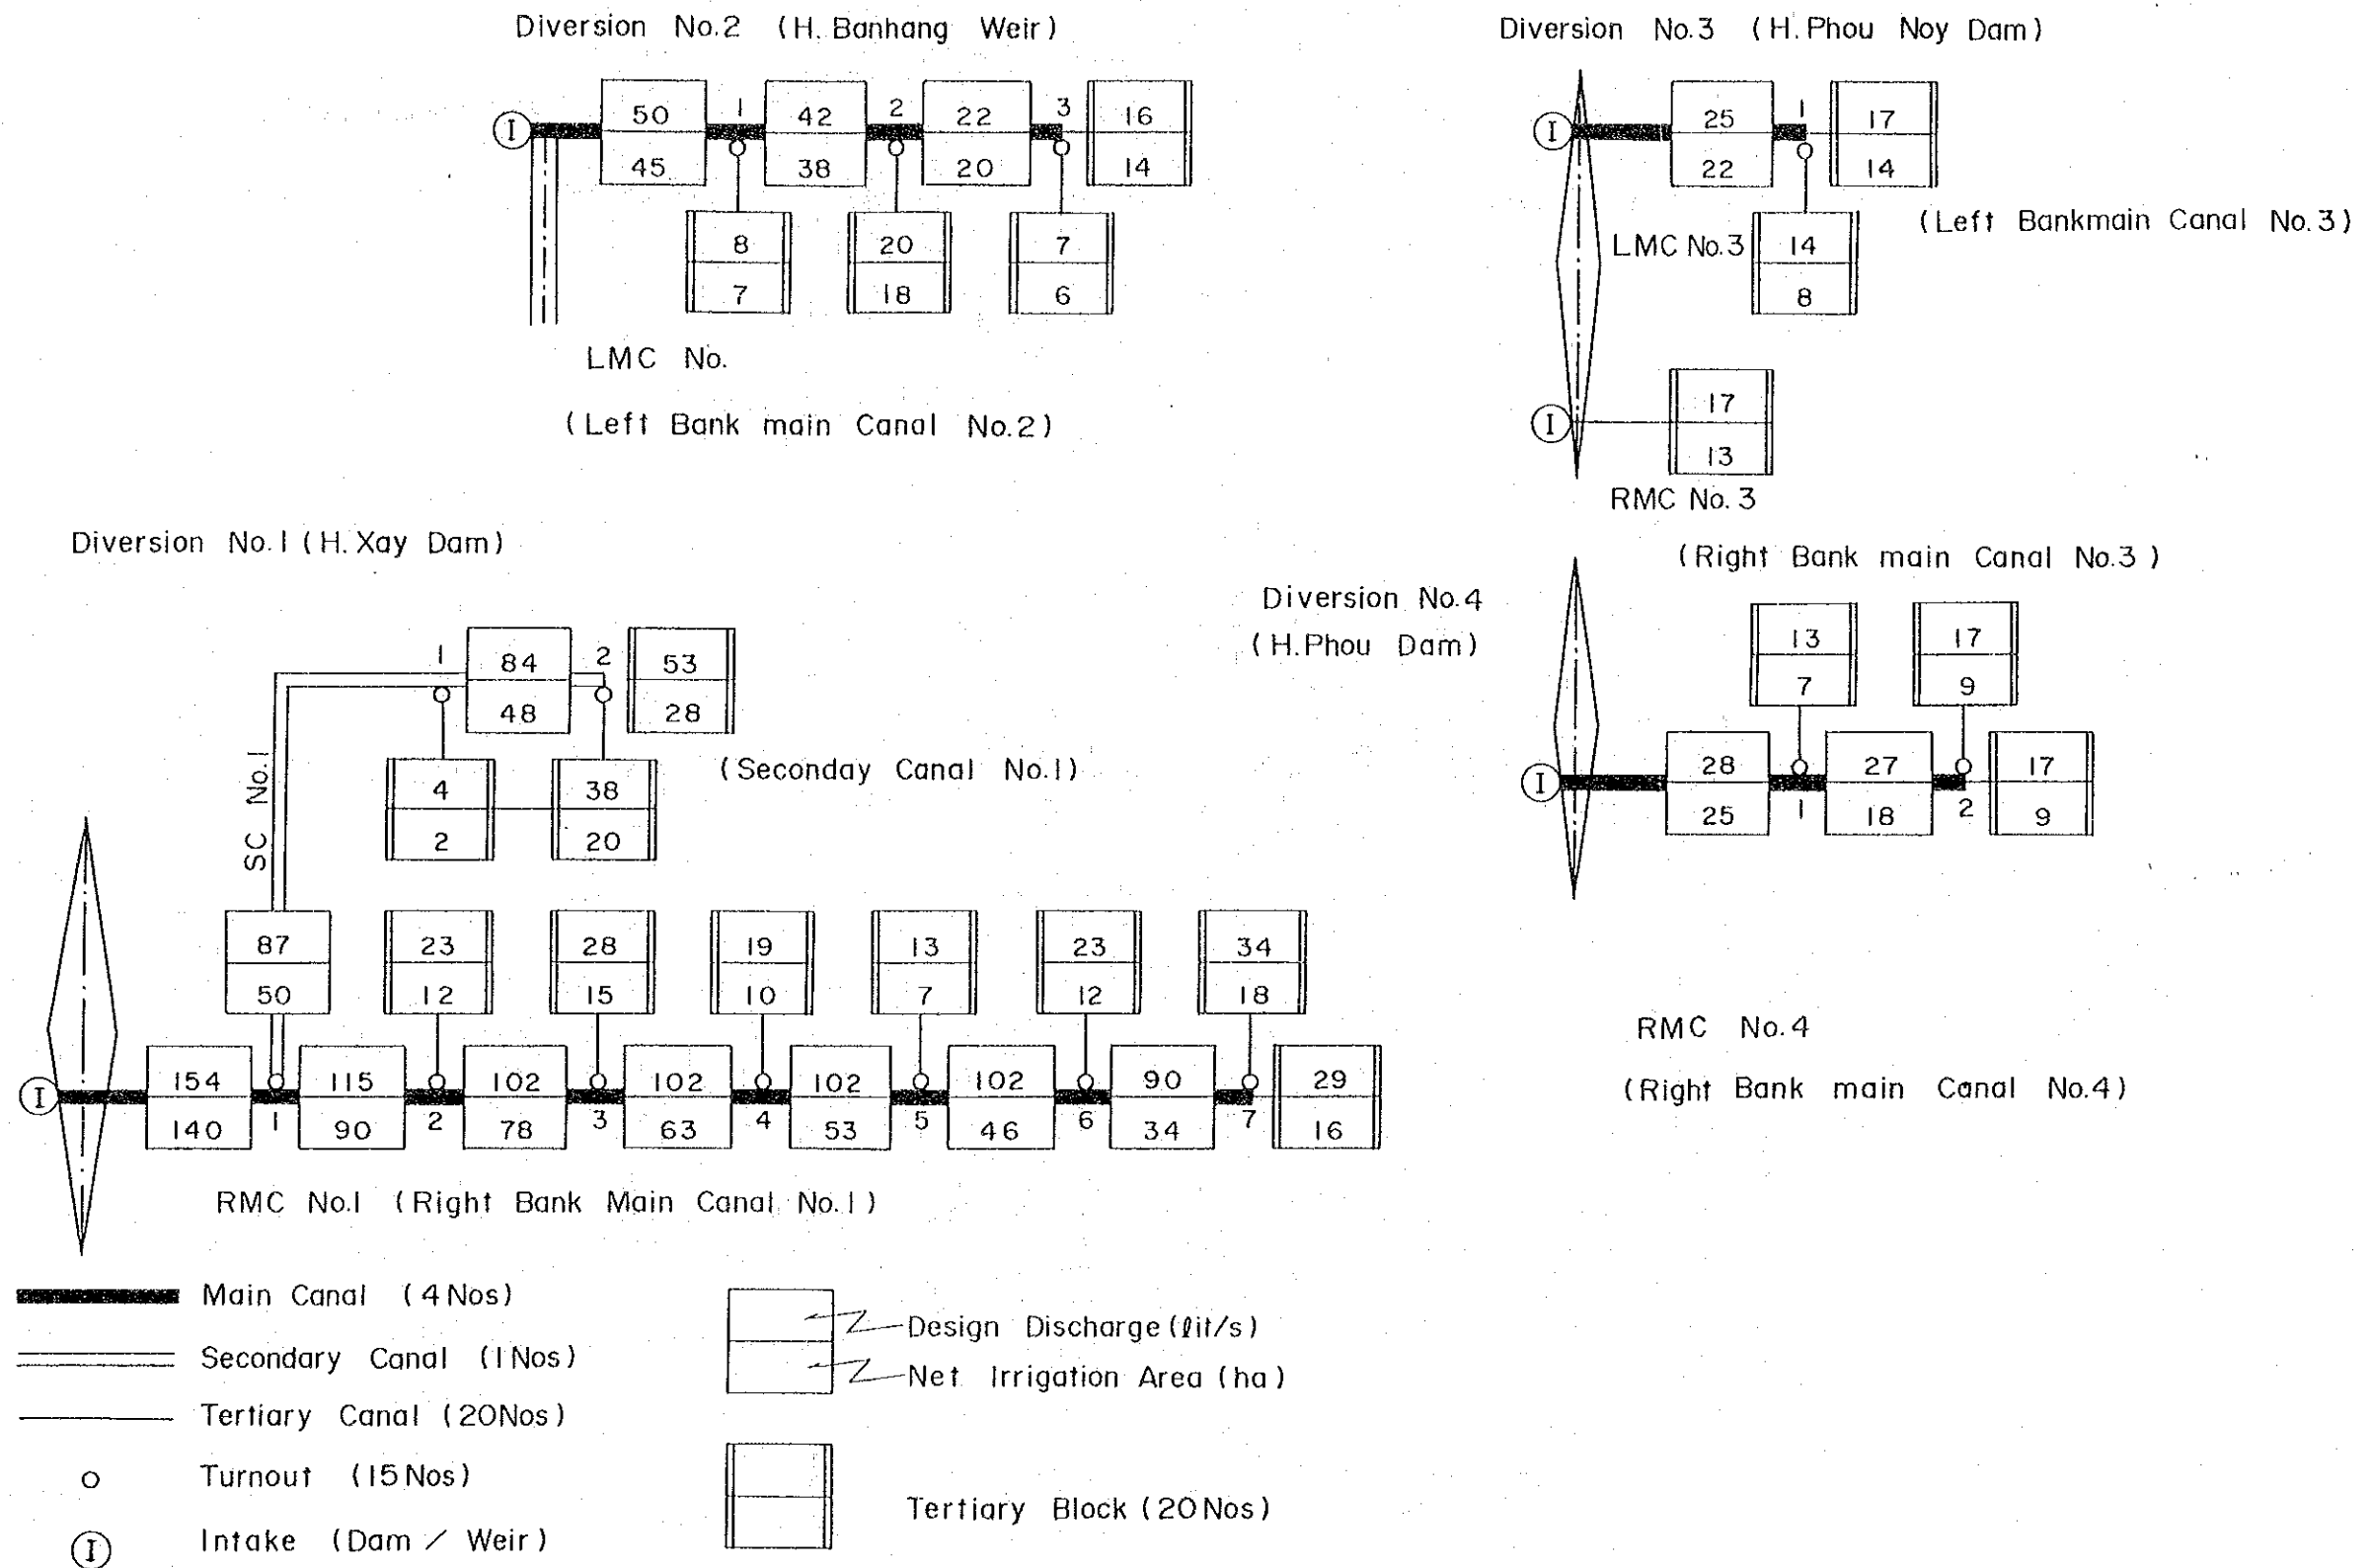 Diversion No.2 (H. Banhang Weir)
50 1 42 2 22 3 16
I
45 38 20 14
8 20 7
7 18 6
LMC No.
(Left Bank main Canal No.2)
Diversion No.3 (H.Phou Noy Dam)
25 1 17
I
22 14
(Left Bankmain Canal No.3)
LMC No.3 14
8
17
I
13
RMC No.3
(Right Bank main Canal No.3)
Diversion No.1 (H.Xay Dam)
1 84 2 53
48 28
(Seconday Canal No.1)
SC No.1
4 38
2 20
87 23 28 19 13 23 34
50 12 15 10 7 12 18
154 115 102 102 102 102 90 29
I
140 1 90 2 78 3 63 4 53 5 46 6 34 7 16
RMC No.1 (Right Bank Main Canal No.1)
Diversion No.4
(H.Phou Dam)
13 17
7 9
28 27 17
I
25 1 18 2 9
RMC No.4
(Right Bank main Canal No.4)
Main Canal (4Nos)
Secondary Canal (1Nos)
Tertiary Canal (20Nos)
Turnout (15Nos)
I Intake (Dam / Weir)
Design Discharge (ℓit/s)
Net Irrigation Area (ha)
Tertiary Block (20Nos)